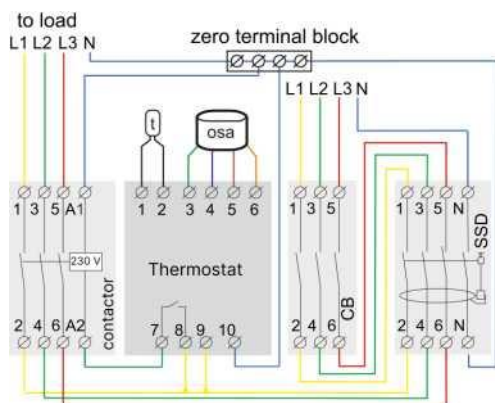 to load
L1 L2 L3 N
zero terminal block
L1 L2 L3 N
t
osa
1 3 5 A1
1 2 3 4 5 6
1 3 5
1 3 5 N
230 V
contactor
Thermostat
CB
SSD
2 4 6 A2
7 8 9 10
2 4 6
2 4 6 N